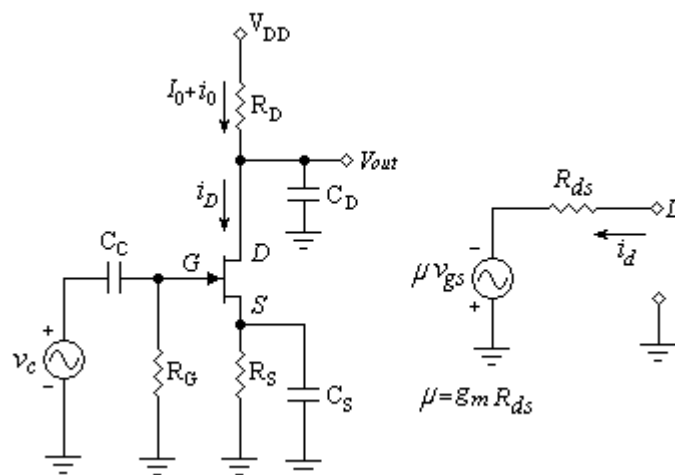 V_DD
I_0+i_0
R_D
V_out
i_D
C_D
R_ds
C_C
G
D
i_d
μv_gs
S
+
−
v_c
R_G
R_S
C_S
−
+
μ=g_m R_ds